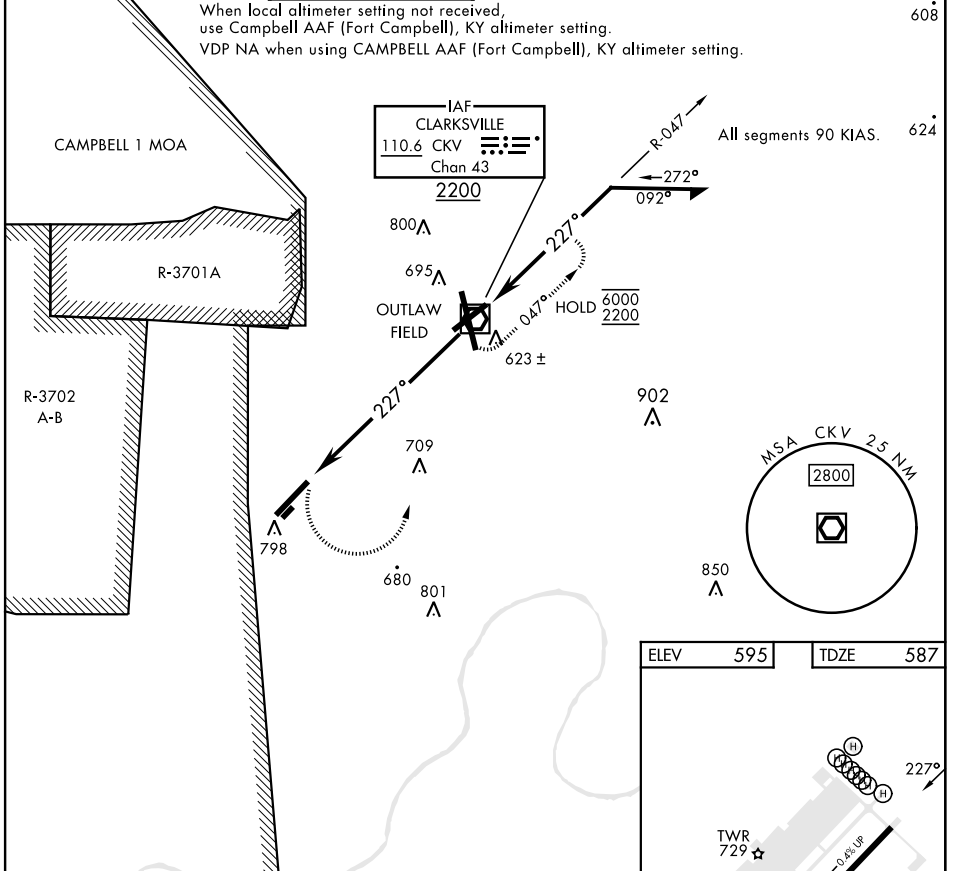 When local altimeter setting not received,
use Campbell AAF (Fort Campbell), KY altimeter setting.
VDP NA when using CAMPBELL AAF (Fort Campbell), KY altimeter setting.
608
IAF
CLARKSVILLE
110.6 CKV
Chan 43
2200
R-047
All segments 90 KIAS.
624
CAMPBELL 1 MOA
272°
092°
800
227°
R-3701A
695
OUTLAW
FIELD
047°
HOLD 6000
2200
623 ±
R-3702
A-B
227°
902
709
MSA CKV 25 NM
2800
798
680
801
850
ELEV 595
TDZE 587
H
H
H
227°
TWR
729
0.4% UP